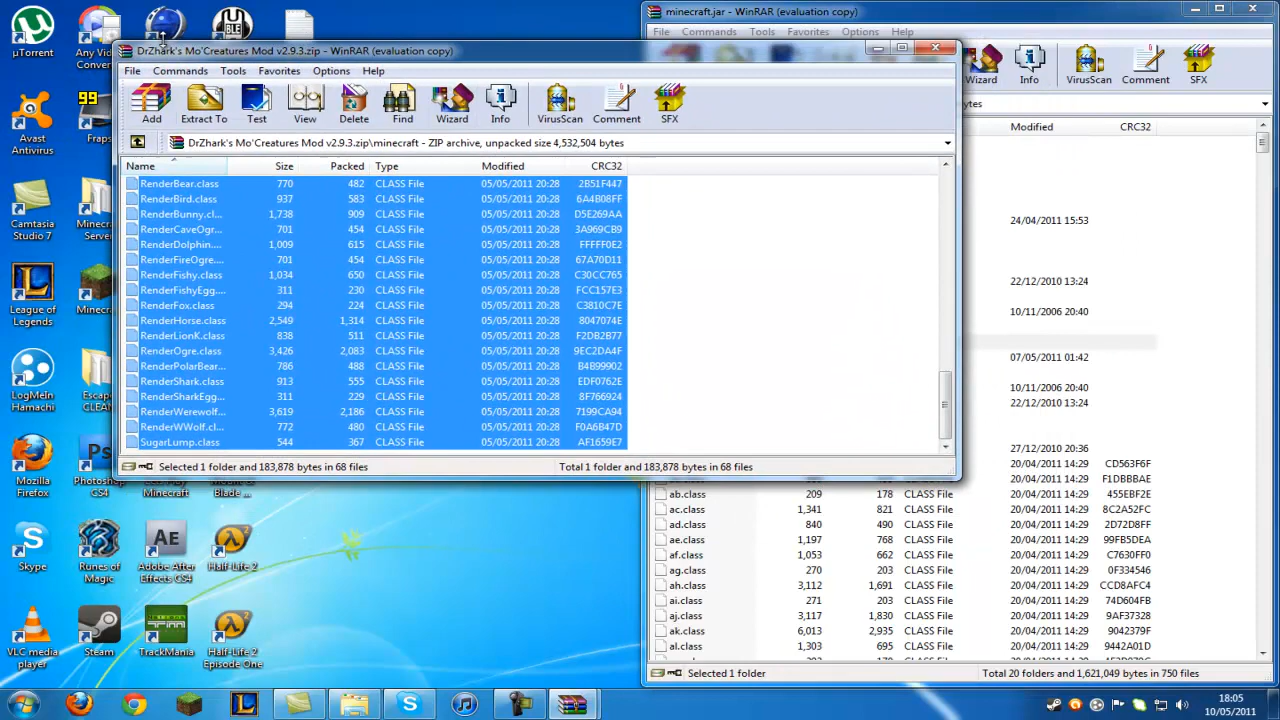 µTorrent
Any Vid
Conver
BLE
Avast
Antivirus
99
Fraps
Camtasia
Studio 7
Minecr
Server
League of
Legends
Minecr
LogMeIn
Hamachi
Escap
CLEAN
Mozilla
Firefox
Photosh
CS4
Minecraft
Blade ...
Skype
Runes of
Magic
Adobe After
Effects CS4
Half-Life 2
VLC media
player
Steam
TrackMania
Half-Life 2
Episode One
DrZhark's Mo'Creatures Mod v2.9.3.zip - WinRAR (evaluation copy)
File Commands Tools Favorites Options Help
Add Extract To Test View Delete Find Wizard Info VirusScan Comment SFX
DrZhark's Mo'Creatures Mod v2.9.3.zip\minecraft - ZIP archive, unpacked size 4,532,504 bytes
Name Size Packed Type Modified CRC32
RenderBear.class 770 482 CLASS File 05/05/2011 20:28 2B51F447
RenderBird.class 937 583 CLASS File 05/05/2011 20:28 6A4B8FDF
RenderBunny.cl... 1,738 909 CLASS File 05/05/2011 20:28 D5E269AA
RenderCaveOgr... 701 454 CLASS File 05/05/2011 20:28 3A969CB9
RenderDolphin.... 1,009 615 CLASS File 05/05/2011 20:28 FFFFF0E2
RenderFireOgre.... 701 454 CLASS File 05/05/2011 20:28 67A70D11
RenderFishy.class 1,034 650 CLASS File 05/05/2011 20:28 C30CC765
RenderFishyEgg.... 311 230 CLASS File 05/05/2011 20:28 FCC157E3
RenderFox.class 294 224 CLASS File 05/05/2011 20:28 C3810C7E
RenderHorse.class 2,549 1,314 CLASS File 05/05/2011 20:28 8047074E
RenderLionK.class 838 511 CLASS File 05/05/2011 20:28 F2DB2B77
RenderOgre.class 3,426 2,083 CLASS File 05/05/2011 20:28 9EC2DA4F
RenderPolarBear... 786 488 CLASS File 05/05/2011 20:28 B4B99902
RenderShark.class 913 555 CLASS File 05/05/2011 20:28 EDF0762E
RenderSharkEgg... 311 229 CLASS File 05/05/2011 20:28 8F766924
RenderWerewolf... 3,619 2,186 CLASS File 05/05/2011 20:28 7199CA94
RenderWWolf.cl... 772 480 CLASS File 05/05/2011 20:28 F0A6B47D
SugarLump.class 544 367 CLASS File 05/05/2011 20:28 AF1659E7
Selected 1 folder and 183,878 bytes in 68 files Total 1 folder and 183,878 bytes in 68 files
minecraft.jar - WinRAR (evaluation copy)
File Commands Tools Favorites Options Help
Wizard Info VirusScan Comment SFX
ytes
Modified CRC32
24/04/2011 15:53
22/12/2010 13:24
10/11/2006 20:40
07/05/2011 01:42
10/11/2006 20:40
22/12/2010 13:24
27/12/2010 20:36
20/04/2011 14:29 CD563F6F
20/04/2011 14:29 F1DBBBAE
ab.class 209 178 CLASS File 20/04/2011 14:29 455EBF2E
ac.class 1,341 821 CLASS File 20/04/2011 14:29 8C2A52FC
ad.class 840 490 CLASS File 20/04/2011 14:29 2D72D8FF
ae.class 1,197 768 CLASS File 20/04/2011 14:29 99FB5DEA
af.class 1,053 662 CLASS File 20/04/2011 14:29 C7630FF0
ag.class 270 203 CLASS File 20/04/2011 14:29 0F334546
ah.class 3,112 1,691 CLASS File 20/04/2011 14:29 CCD8AFC4
ai.class 271 203 CLASS File 20/04/2011 14:29 74D604FB
aj.class 3,117 1,830 CLASS File 20/04/2011 14:29 9AF37328
ak.class 6,013 2,935 CLASS File 20/04/2011 14:29 9042379F
al.class 1,303 695 CLASS File 20/04/2011 14:29 9442A01D
Selected 1 folder Total 20 folders and 1,621,049 bytes in 750 files
18:05
10/05/2011